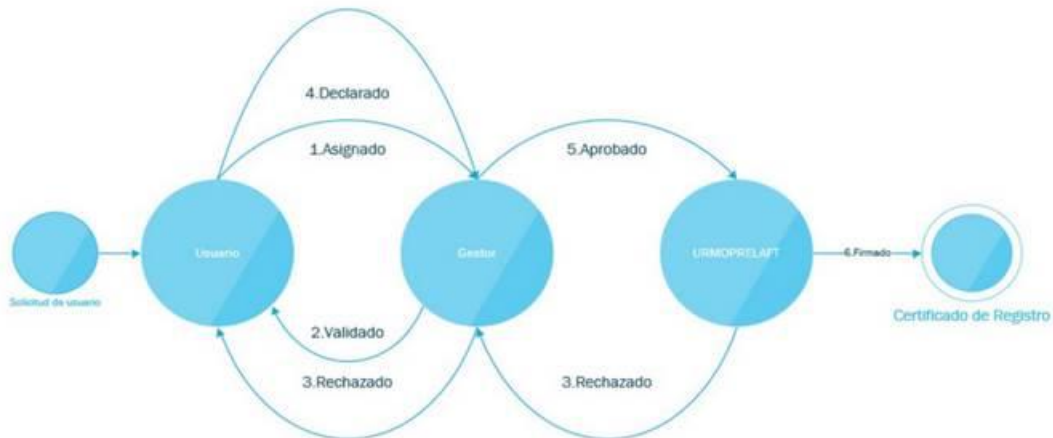 4.Declarado
1.Asignado
5.Aprobado
Usuario
Gestor
URMOPRELAFT
6.Firmado
Solicitud de usuario
Certificado de Registro
2.Validado
3.Rechazado
3.Rechazado